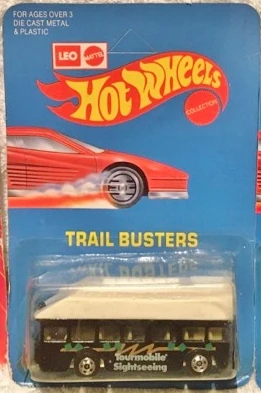 FOR AGES OVER 3
DIE CAST METAL
& PLASTIC
LEO
MATTEL
Hot Wheels
COLLECTION
TRAIL BUSTERS
Tourmobile
Sightseeing